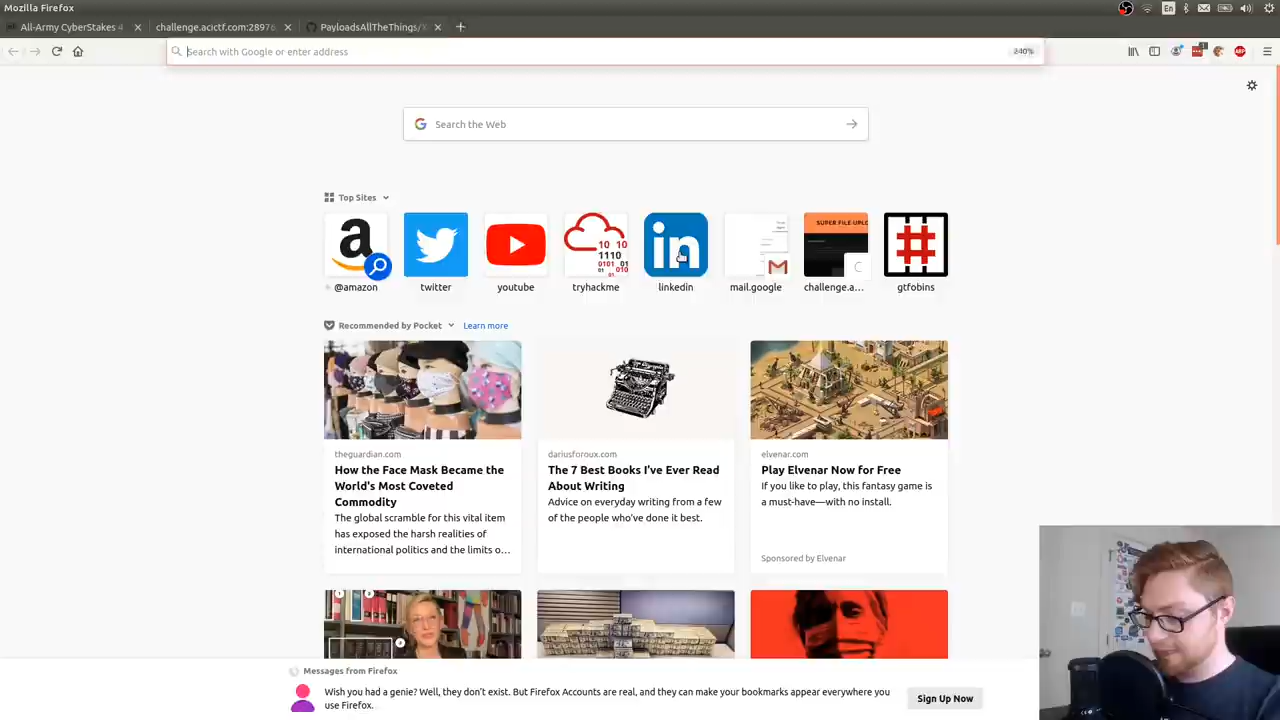 Mozilla Firefox
En
All-Army CyberStakes 4
challenge.acictf.com:28976
PayloadsAllTheThings/X
Search with Google or enter address
240%
Search the Web
Top Sites
@amazon
twitter
youtube
tryhackme
linkedin
mail.google
challenge.a...
gtfobins
SUPER FILE UPLO
Recommended by Pocket
Learn more
theguardian.com
How the Face Mask Became the
World's Most Coveted
Commodity
The global scramble for this vital item
has exposed the harsh realities of
international politics and the limits o...
dariusforoux.com
The 7 Best Books I've Ever Read
About Writing
Advice on everyday writing from a few
of the people who've done it best.
elvenar.com
Play Elvenar Now for Free
If you like to play, this fantasy game is
a must-have—with no install.
Sponsored by Elvenar
Messages from Firefox
Wish you had a genie? Well, they don't exist. But Firefox Accounts are real, and they can make your bookmarks appear everywhere you
use Firefox.
Sign Up Now